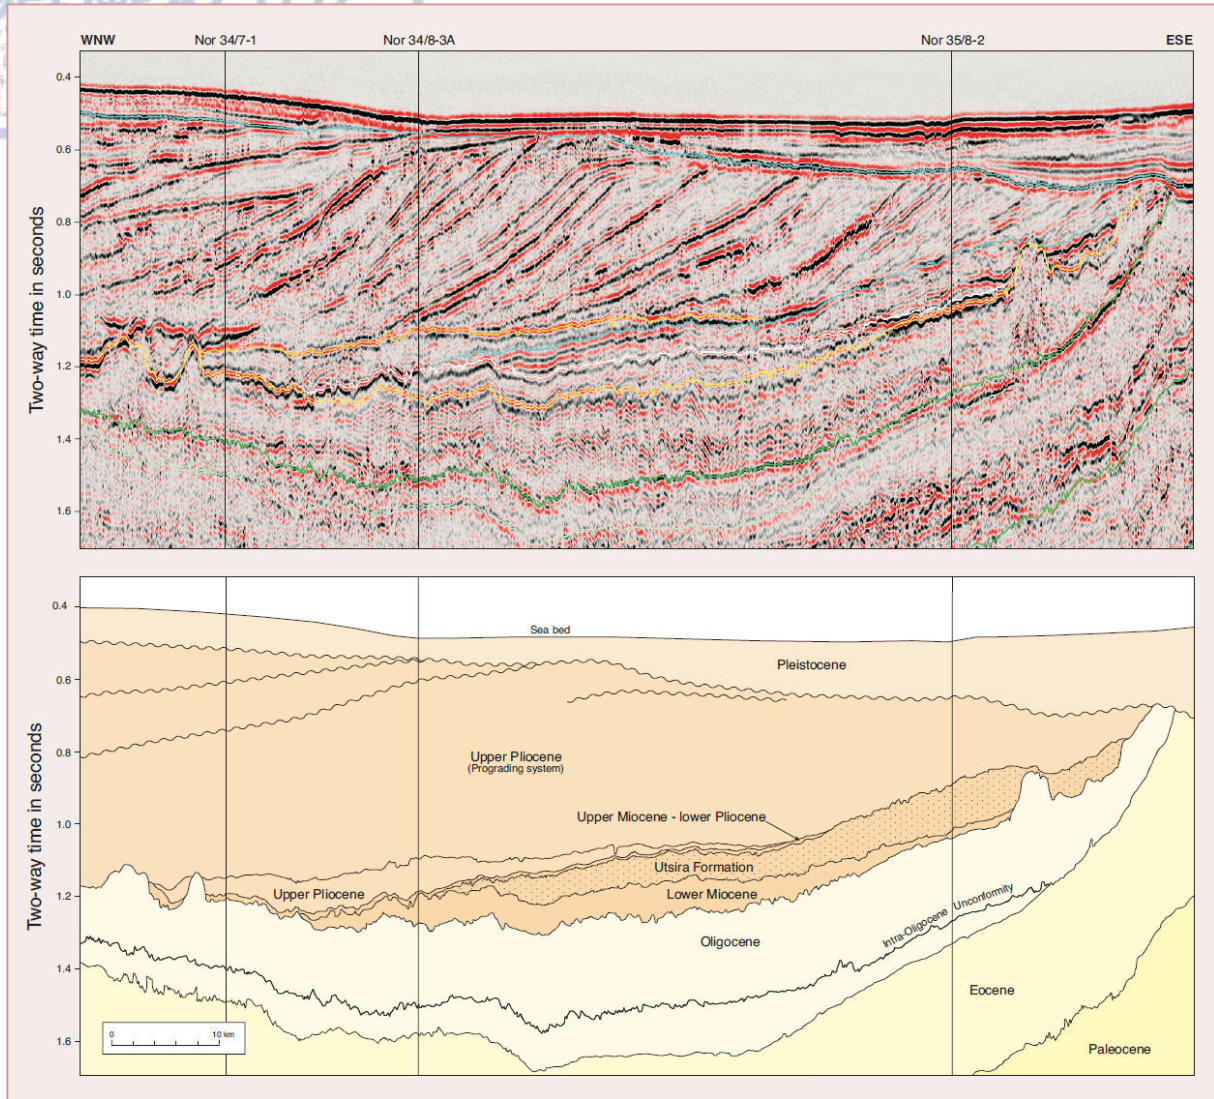 WNW Nor 34/7-1 Nor 34/8-3A Nor 35/8-2 ESE
Two-way time in seconds
0.4
0.6
0.8
1.0
1.2
1.4
1.6
Two-way time in seconds
0.4
0.6
0.8
1.0
1.2
1.4
1.6
Sea bed
Pleistocene
Upper Pliocene
(Prograding system)
Upper Miocene - lower Pliocene
Utsira Formation
Upper Pliocene
Lower Miocene
Oligocene
Intra-Oligocene Unconformity
Eocene
Paleocene
0 10 km